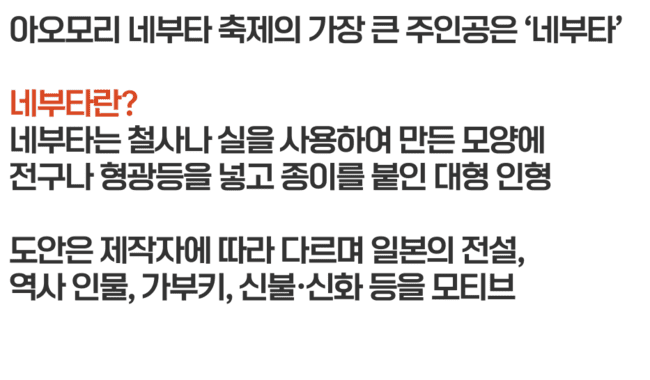 아오모리 네부타 축제의 가장 큰 주인공은 ‘네부타’
네부타란?
네부타는 철사나 실을 사용하여 만든 모양에
전구나 형광등을 넣고 종이를 붙인 대형 인형
도안은 제작자에 따라 다르며 일본의 전설,
역사 인물, 가부키, 신불·신화 등을 모티브